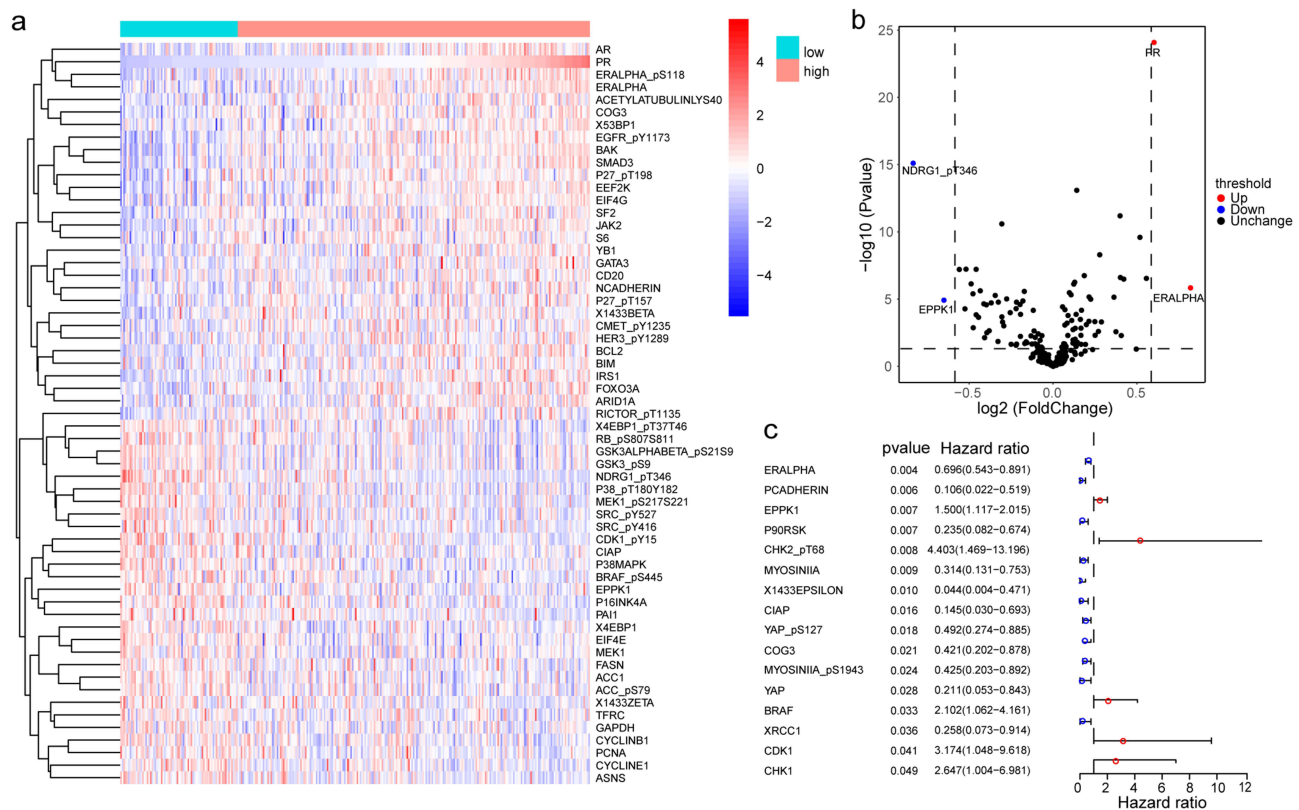 a
low
high
4
2
0
−2
−4
AR
PR
ERALPHA_pS118
ERALPHA
ACETYLATUBULINLYS40
COG3
X53BP1
EGFR_pY1173
BAK
SMAD3
P27_pT198
EEF2K
EIF4G
SF2
JAK2
S6
YB1
GATA3
CD20
NCADHERIN
P27_pT157
X1433BETA
CMET_pY1235
HER3_pY1289
BCL2
BIM
IRS1
FOXO3A
ARID1A
RICTOR_pT1135
X4EBP1_pT37T46
RB_pS807S811
GSK3ALPHABETA_pS21S9
GSK3_pS9
NDRG1_pT346
P38_pT180Y182
MEK1_pS217S221
SRC_pY527
SRC_pY416
CDK1_pY15
CIAP
P38MAPK
BRAF_pS445
EPPK1
P16INK4A
PAI1
X4EBP1
EIF4E
MEK1
FASN
ACC1
ACC_pS79
X1433ZETA
TFRC
GAPDH
CYCLINB1
PCNA
CYCLINE1
ASNS
b
25
20
15
10
5
0
−log10 (Pvalue)
PR
NDRG1_pT346
EPPK1
ERALPHA
−0.5
0.0
0.5
log2 (FoldChange)
threshold
Up
Down
Unchange
c
pvalue Hazard ratio
ERALPHA 0.004 0.696(0.543−0.891)
PCADHERIN 0.006 0.106(0.022−0.519)
EPPK1 0.007 1.500(1.117−2.015)
P90RSK 0.007 0.235(0.082−0.674)
CHK2_pT68 0.008 4.403(1.469−13.196)
MYOSINIIA 0.009 0.314(0.131−0.753)
X1433EPSILON 0.010 0.044(0.004−0.471)
CIAP 0.016 0.145(0.030−0.693)
YAP_pS127 0.018 0.492(0.274−0.885)
COG3 0.021 0.421(0.202−0.878)
MYOSINIIA_pS1943 0.024 0.425(0.203−0.892)
YAP 0.028 0.211(0.053−0.843)
BRAF 0.033 2.102(1.062−4.161)
XRCC1 0.036 0.258(0.073−0.914)
CDK1 0.041 3.174(1.048−9.618)
CHK1 0.049 2.647(1.004−6.981)
0 2 4 6 8 10 12
Hazard ratio